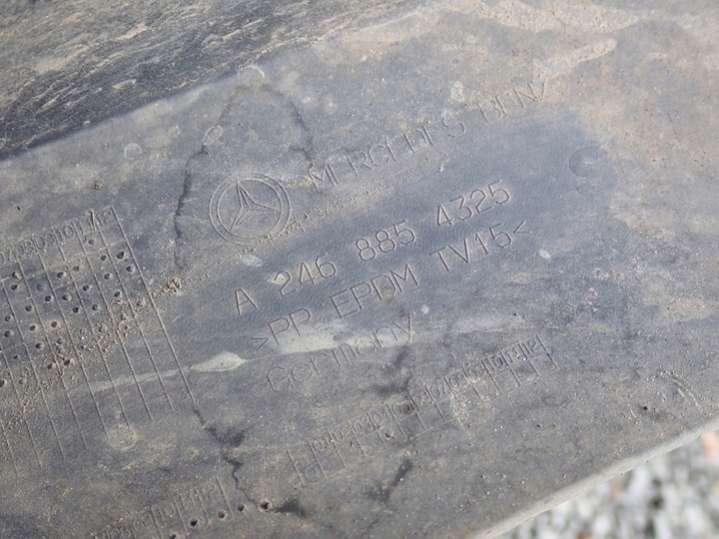 MERCEDES BENZ
A 246 885 4325
>PP EPDM TV15<
Germany